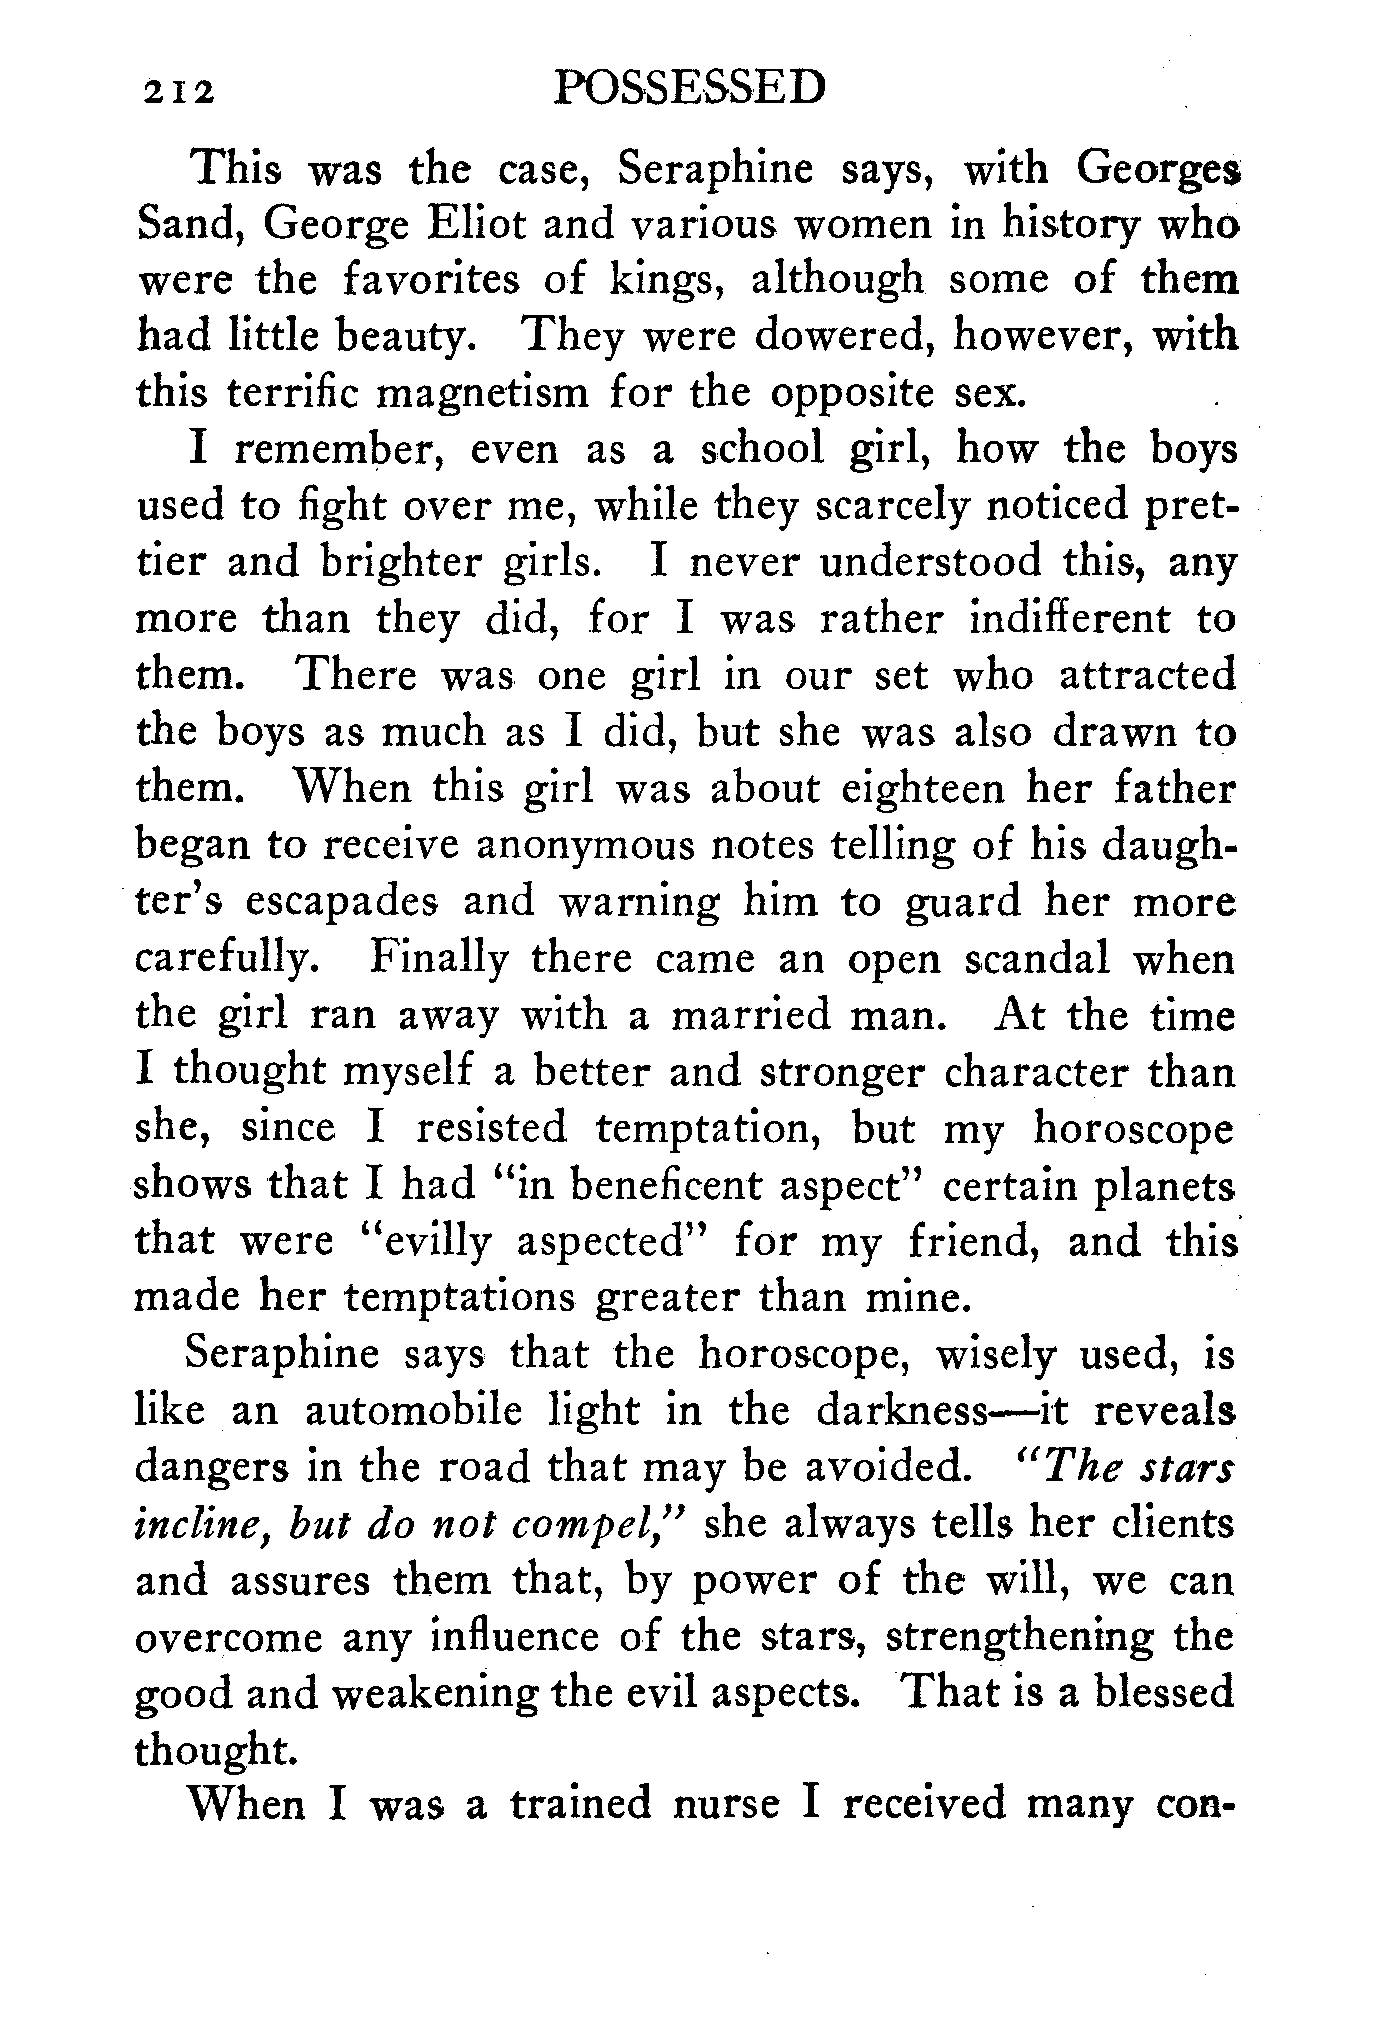 212 POSSESSED
This was the case, Seraphine says, with Georges
Sand, George Eliot and various women in history who
were the favorites of kings, although some of them
had little beauty. They were dowered, however, with
this terrific magnetism for the opposite sex.
I remember, even as a school girl, how the boys
used to fight over me, while they scarcely noticed pret-
tier and brighter girls. I never understood this, any
more than they did, for I was rather indifferent to
them. There was one girl in our set who attracted
the boys as much as I did, but she was also drawn to
them. When this girl was about eighteen her father
began to receive anonymous notes telling of his daugh-
ter's escapades and warning him to guard her more
carefully. Finally there came an open scandal when
the girl ran away with a married man. At the time
I thought myself a better and stronger character than
she, since I resisted temptation, but my horoscope
shows that I had “in beneficent aspect” certain planets
that were “evilly aspected” for my friend, and this
made her temptations greater than mine.
Seraphine says that the horoscope, wisely used, is
like an automobile light in the darkness—it reveals
dangers in the road that may be avoided. “The stars
incline, but do not compel,” she always tells her clients
and assures them that, by power of the will, we can
overcome any influence of the stars, strengthening the
good and weakening the evil aspects. That is a blessed
thought.
When I was a trained nurse I received many con-